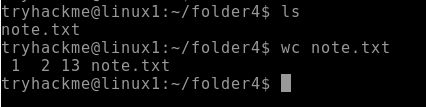 tryhackme@linux1:~/folder4$ ls
note.txt
tryhackme@linux1:~/folder4$ wc note.txt
 1  2 13 note.txt
tryhackme@linux1:~/folder4$